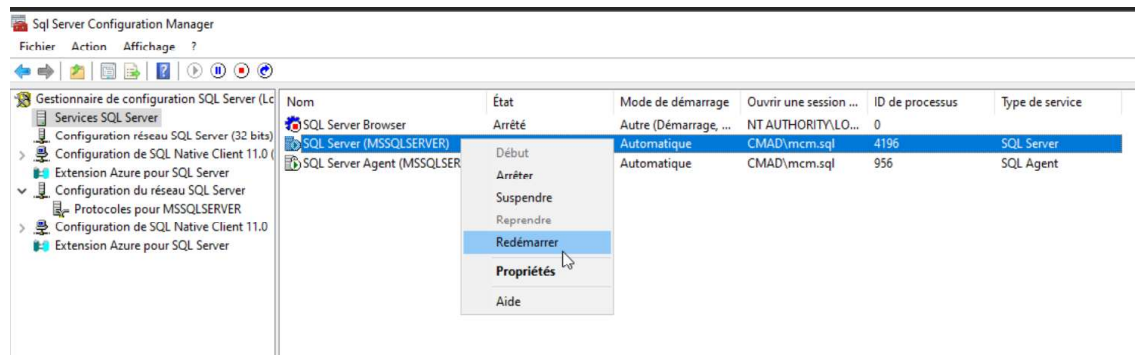 Sql Server Configuration Manager
Fichier Action Affichage ?
Gestionnaire de configuration SQL Server (Lc
Services SQL Server
Configuration réseau SQL Server (32 bits)
Configuration de SQL Native Client 11.0 (
Extension Azure pour SQL Server
Configuration du réseau SQL Server
Protocoles pour MSSQLSERVER
Configuration de SQL Native Client 11.0
Extension Azure pour SQL Server
Nom État Mode de démarrage Ouvrir une session ... ID de processus Type de service
SQL Server Browser Arrêté Autre (Démarrage, ... NT AUTHORITY\LO... 0
SQL Server (MSSQLSERVER) Automatique CMAD\mcm.sql 4196 SQL Server
SQL Server Agent (MSSQLSER Automatique CMAD\mcm.sql 956 SQL Agent
Début
Arrêter
Suspendre
Reprendre
Redémarrer
Propriétés
Aide